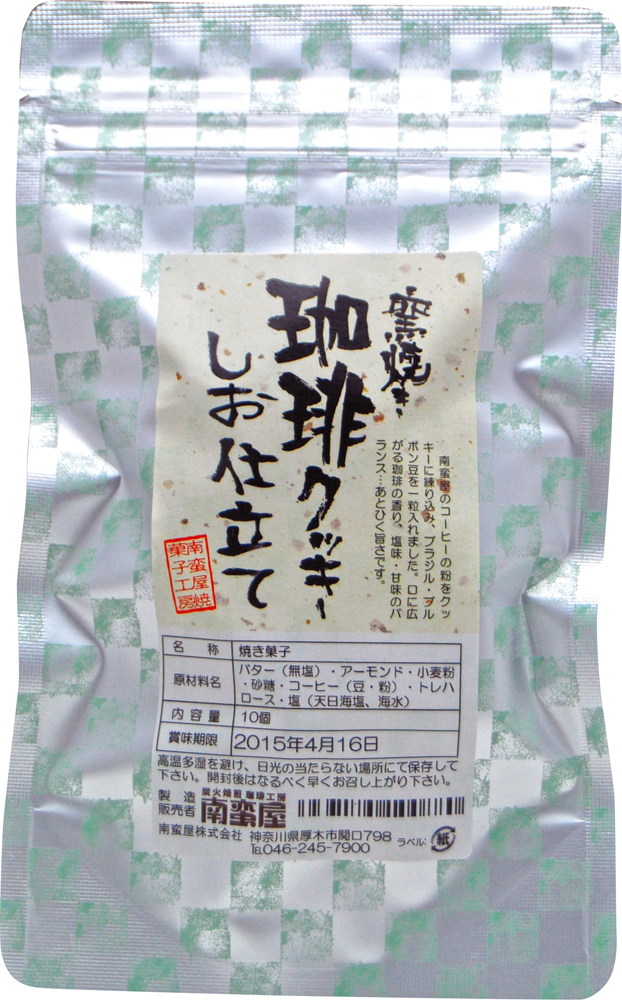 窯焼き
珈琲クッキー
しお仕立て
南蛮屋のコーヒーの粉をクッ
キーに練り込み、ブラジル・ブル
ボン豆を一粒入れました。口に広
がる珈琲の香り、塩味・甘味のバ
ランス…あとひく旨さです。
南蛮屋焼
菓子工房
名　称　焼き菓子
原材料名　バター（無塩）・アーモンド・小麦粉
・砂糖・コーヒー（豆・粉）・トレハ
ロース・塩（天日海塩、海水）
内 容 量　10個
賞味期限　2015年4月16日
高温多湿を避け、日光の当たらない場所にて保存して
下さい。開封後はなるべく早くお召し上がり下さい。
製　造
販売者
炭火焙煎 珈琲工房
南蛮屋
南蛮屋株式会社　神奈川県厚木市関口798
℡046-245-7900
ラベル：紙